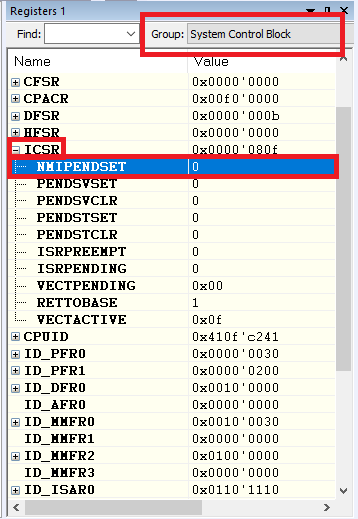 Registers 1
Find: Group: System Control Block
Name Value
CFSR 0x0000'0000
CPACR 0x00f0'0000
DFSR 0x0000'000b
HFSR 0x0000'0000
ICSR 0x0000'080f
NMIPENDSET 0
PENDSVSET 0
PENDSVCLR 0
PENDSTSET 0
PENDSTCLR 0
ISRPREEMPT 0
ISRPENDING 0
VECTPENDING 0x00
RETTOBASE 1
VECTACTIVE 0x0f
CPUID 0x410f'c241
ID_PFR0 0x0000'0030
ID_PFR1 0x0000'0200
ID_DFR0 0x0010'0000
ID_AFR0 0x0000'0000
ID_MMFR0 0x0010'0030
ID_MMFR1 0x0000'0000
ID_MMFR2 0x0100'0000
ID_MMFR3 0x0000'0000
ID_ISAR0 0x0110'1110